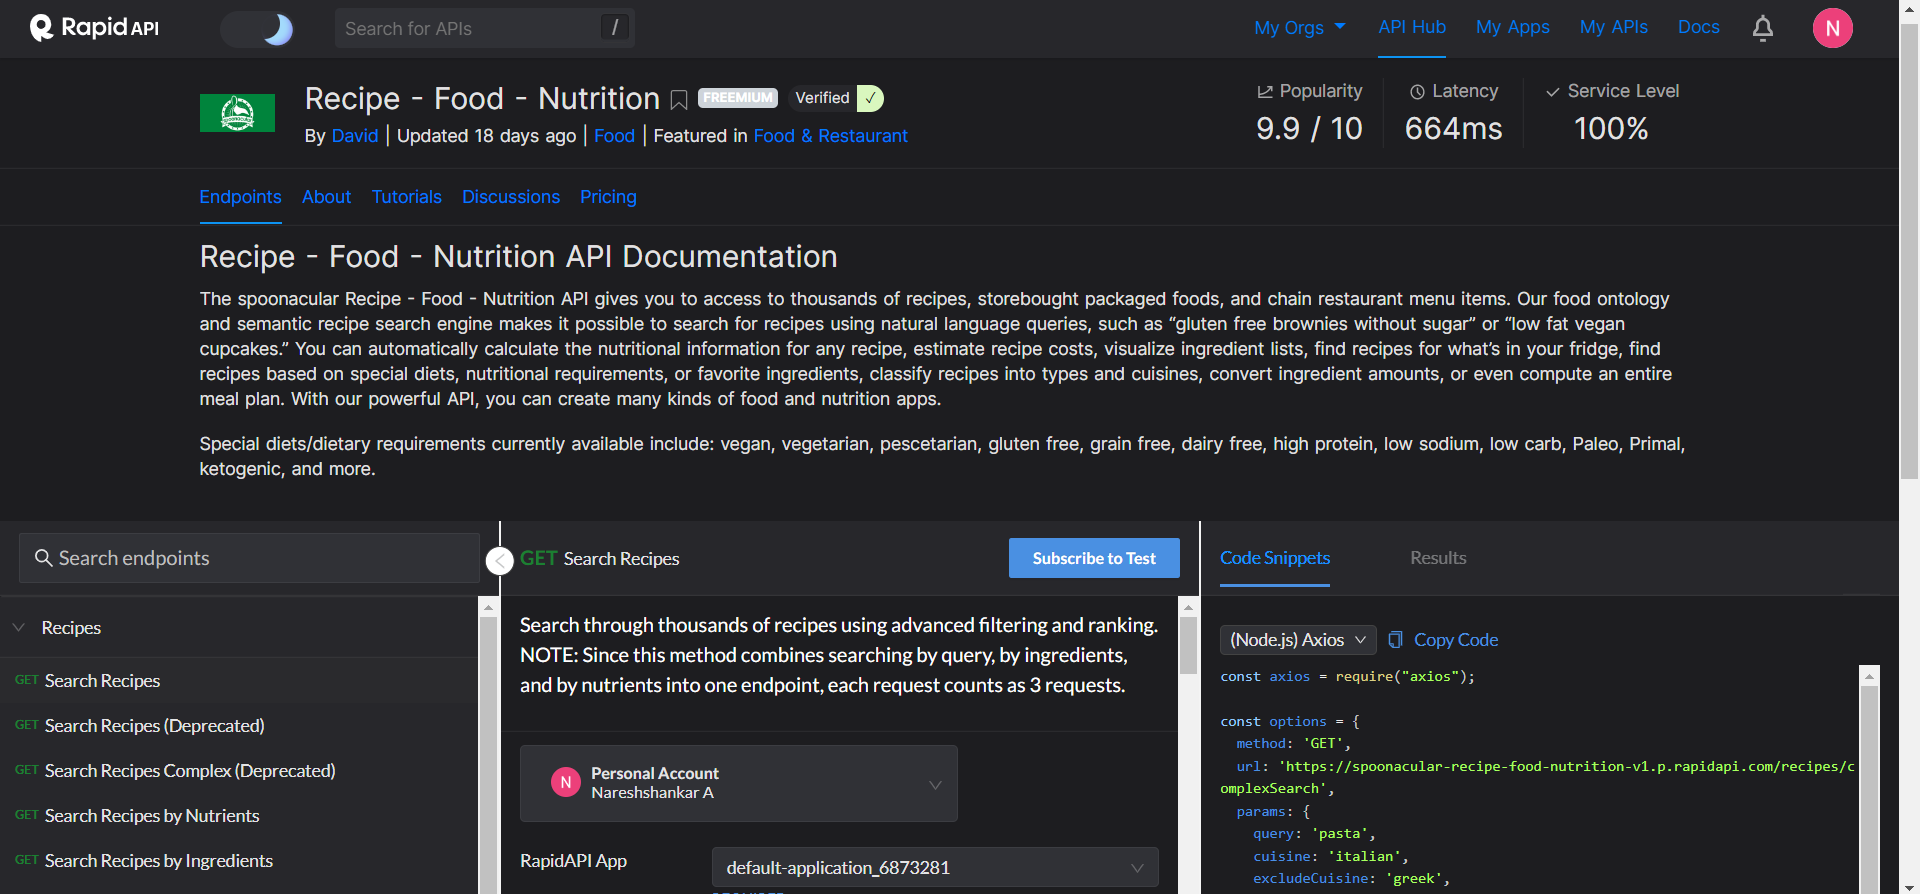 Rapid API
Search for APIs
/
My Orgs
API Hub
My Apps
My APIs
Docs
N
Recipe - Food - Nutrition
FREEMIUM
Verified ✓
By David | Updated 18 days ago | Food | Featured in Food & Restaurant
Popularity
9.9 / 10
Latency
664ms
Service Level
100%
Endpoints
About
Tutorials
Discussions
Pricing
Recipe - Food - Nutrition API Documentation
The spoonacular Recipe - Food - Nutrition API gives you to access to thousands of recipes, storebought packaged foods, and chain restaurant menu items. Our food ontology
and semantic recipe search engine makes it possible to search for recipes using natural language queries, such as “gluten free brownies without sugar” or “low fat vegan
cupcakes.” You can automatically calculate the nutritional information for any recipe, estimate recipe costs, visualize ingredient lists, find recipes for what’s in your fridge, find
recipes based on special diets, nutritional requirements, or favorite ingredients, classify recipes into types and cuisines, convert ingredient amounts, or even compute an entire
meal plan. With our powerful API, you can create many kinds of food and nutrition apps.
Special diets/dietary requirements currently available include: vegan, vegetarian, pescetarian, gluten free, grain free, dairy free, high protein, low sodium, low carb, Paleo, Primal,
ketogenic, and more.
Search endpoints
Recipes
GET Search Recipes
GET Search Recipes (Deprecated)
GET Search Recipes Complex (Deprecated)
GET Search Recipes by Nutrients
GET Search Recipes by Ingredients
GET Search Recipes
Subscribe to Test
Search through thousands of recipes using advanced filtering and ranking.
NOTE: Since this method combines searching by query, by ingredients,
and by nutrients into one endpoint, each request counts as 3 requests.
N
Personal Account
Nareshshankar A
RapidAPI App
default-application_6873281
Code Snippets
Results
(Node.js) Axios
Copy Code
const axios = require("axios");
const options = {
method: 'GET',
url: 'https://spoonacular-recipe-food-nutrition-v1.p.rapidapi.com/recipes/c
omplexSearch',
params: {
query: 'pasta',
cuisine: 'italian',
excludeCuisine: 'greek',